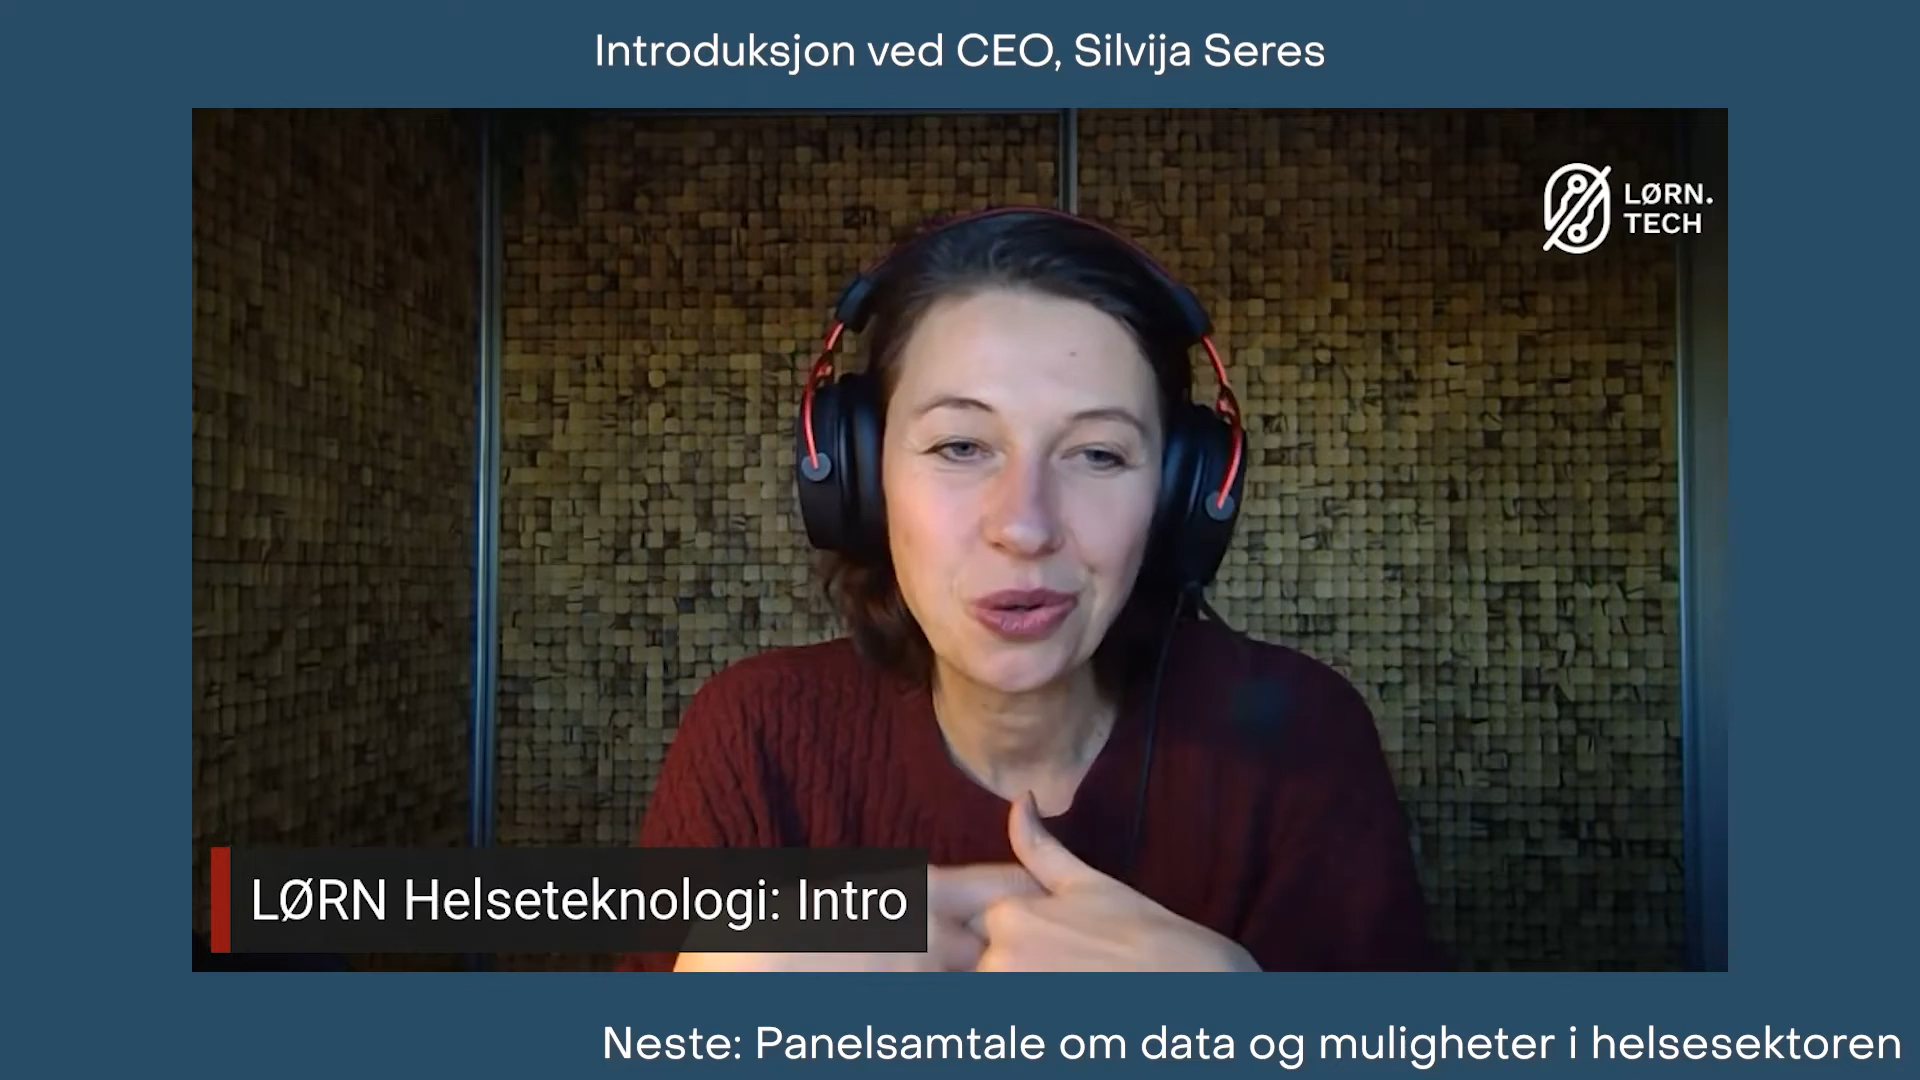 Introduksjon ved CEO, Silvija Seres
LØRN.
TECH
LØRN Helseteknologi: Intro
Neste: Panelsamtale om data og muligheter i helsesektoren